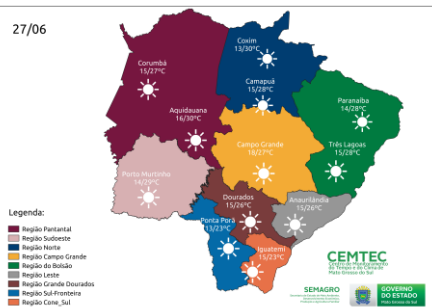 27/06
Coxim
13/30°C
Corumbá
15/27°C
Camapuã
15/28°C
Paranaíba
14/28°C
Aquidauana
16/30°C
Campo Grande
18/27°C
Três Lagoas
15/28°C
Porto Murtinho
14/29°C
Dourados
15/26°C
Anaurilândia
15/26°C
Ponta Porã
13/23°C
Iguatemi
15/23°C
Legenda:
Região Pantantal
Região Sudoeste
Região Norte
Região Campo Grande
Região do Bolsão
Região Leste
Região Grande Dourados
Região Sul-Fronteira
Região Cone_Sul
CEMTEC
Centro de Monitoramento
do Tempo e do Clima de
Mato Grosso do Sul
SEMAGRO
GOVERNO
DO ESTADO
Mato Grosso do Sul